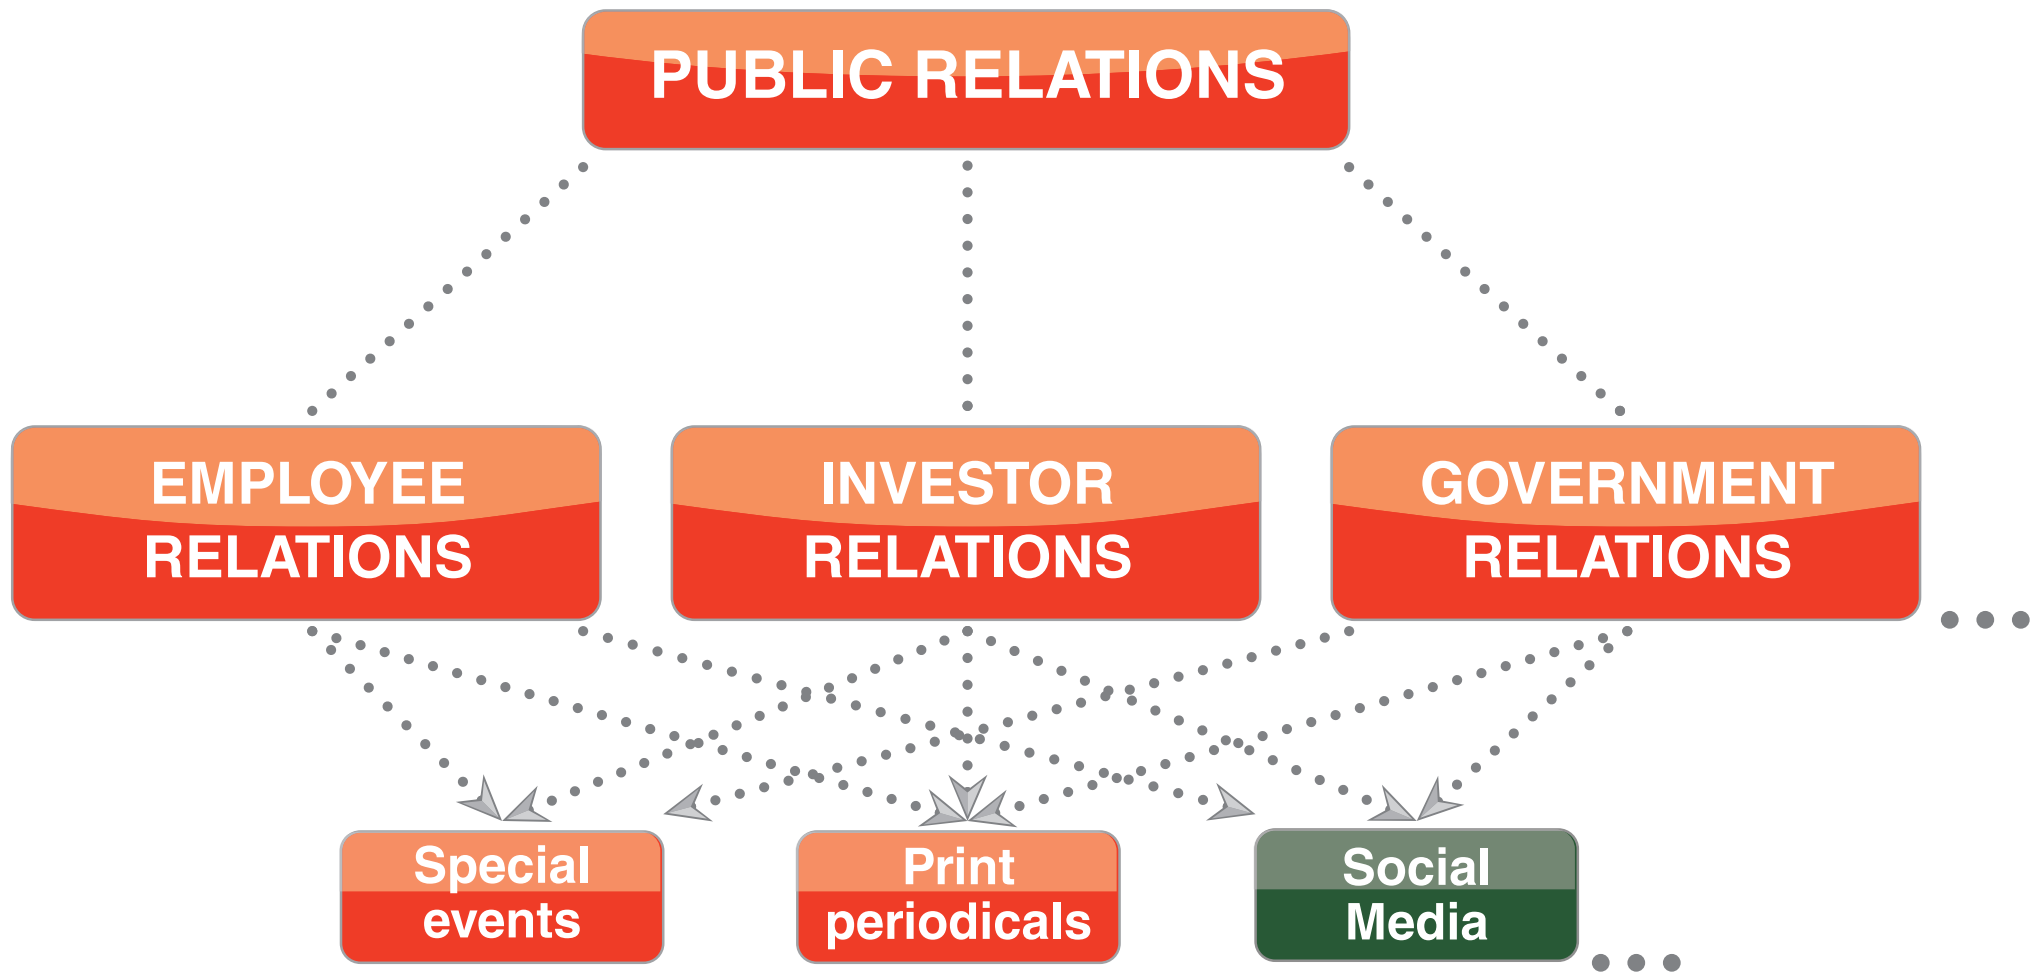 PUBLIC RELATIONS
EMPLOYEE
RELATIONS
INVESTOR
RELATIONS
GOVERNMENT
RELATIONS
Special
events
Print
periodicals
Social
Media